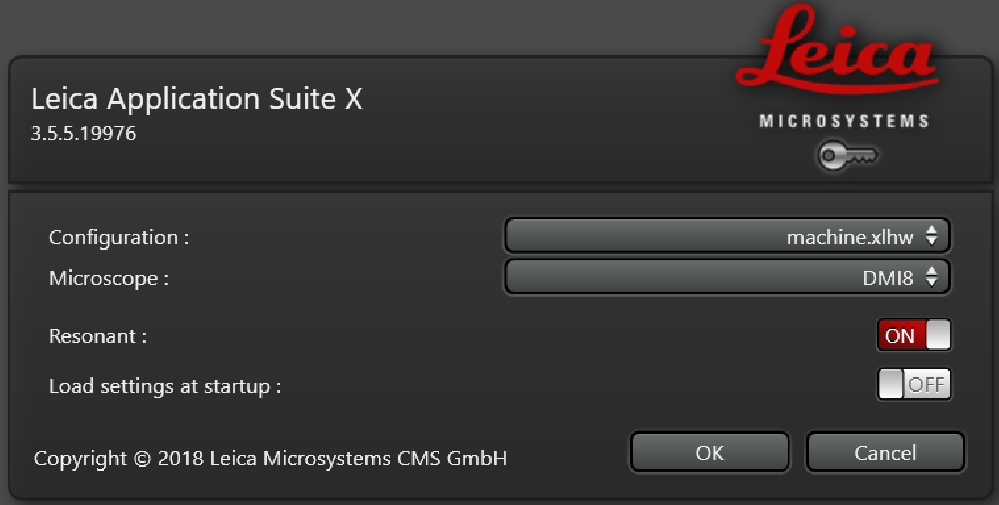 Leica
MICROSYSTEMS
Leica Application Suite X
3.5.5.19976
Configuration : machine.xlhw
Microscope : DMI8
Resonant : ON
Load settings at startup : OFF
Copyright © 2018 Leica Microsystems CMS GmbH OK Cancel